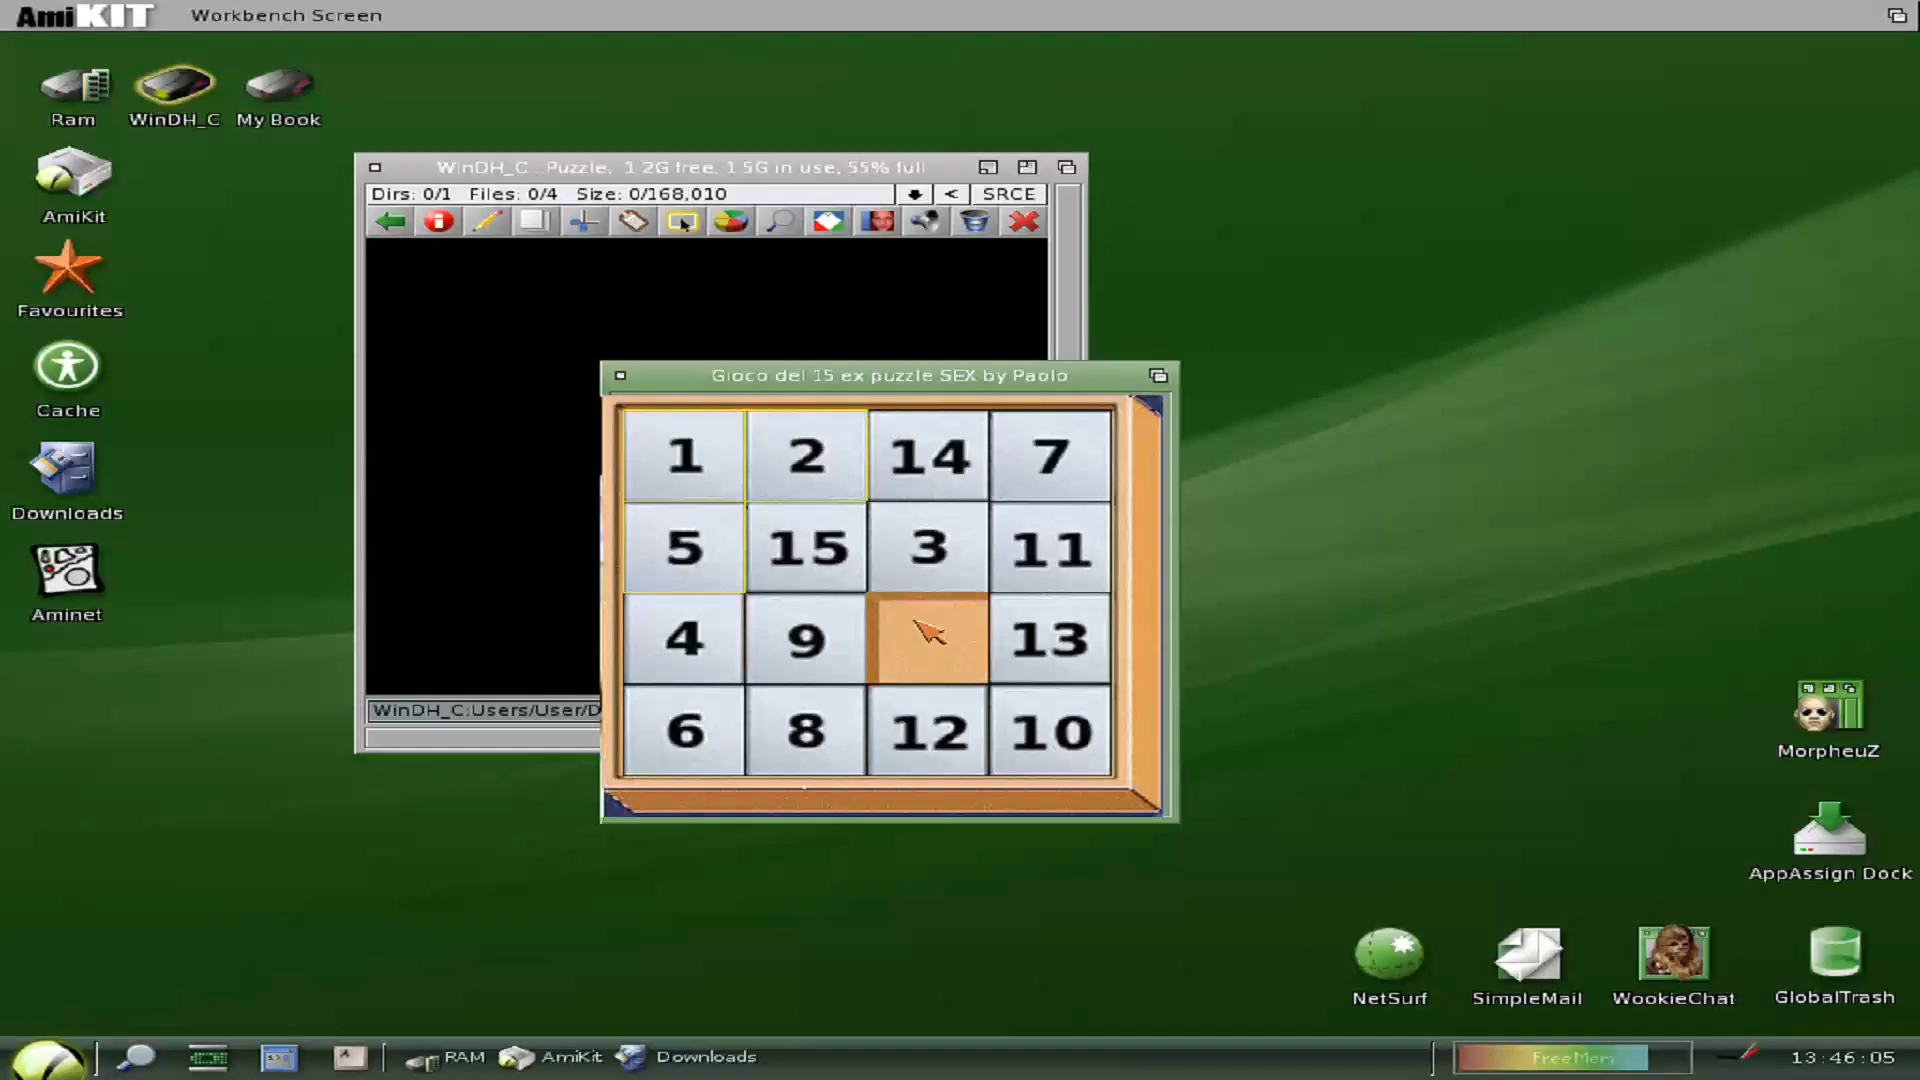 AmiKIT Workbench Screen
Ram WinDH_C My Book
AmiKit
Favourites
Cache
Downloads
Aminet
WinDH_C...Puzzle, 1 2G free, 1 5G in use, 55% full
Dirs: 0/1 Files: 0/4 Size: 0/168,010 < SRCE
WinDH_C:Users/User/D
Gioco del 15 ex puzzle SEX by Paolo
1 2 14 7
5 15 3 11
4 9 13
6 8 12 10
MorpheuZ
AppAssign Dock
NetSurf SimpleMail WookieChat GlobalTrash
RAM AmiKit Downloads FreeMem 13:46:05